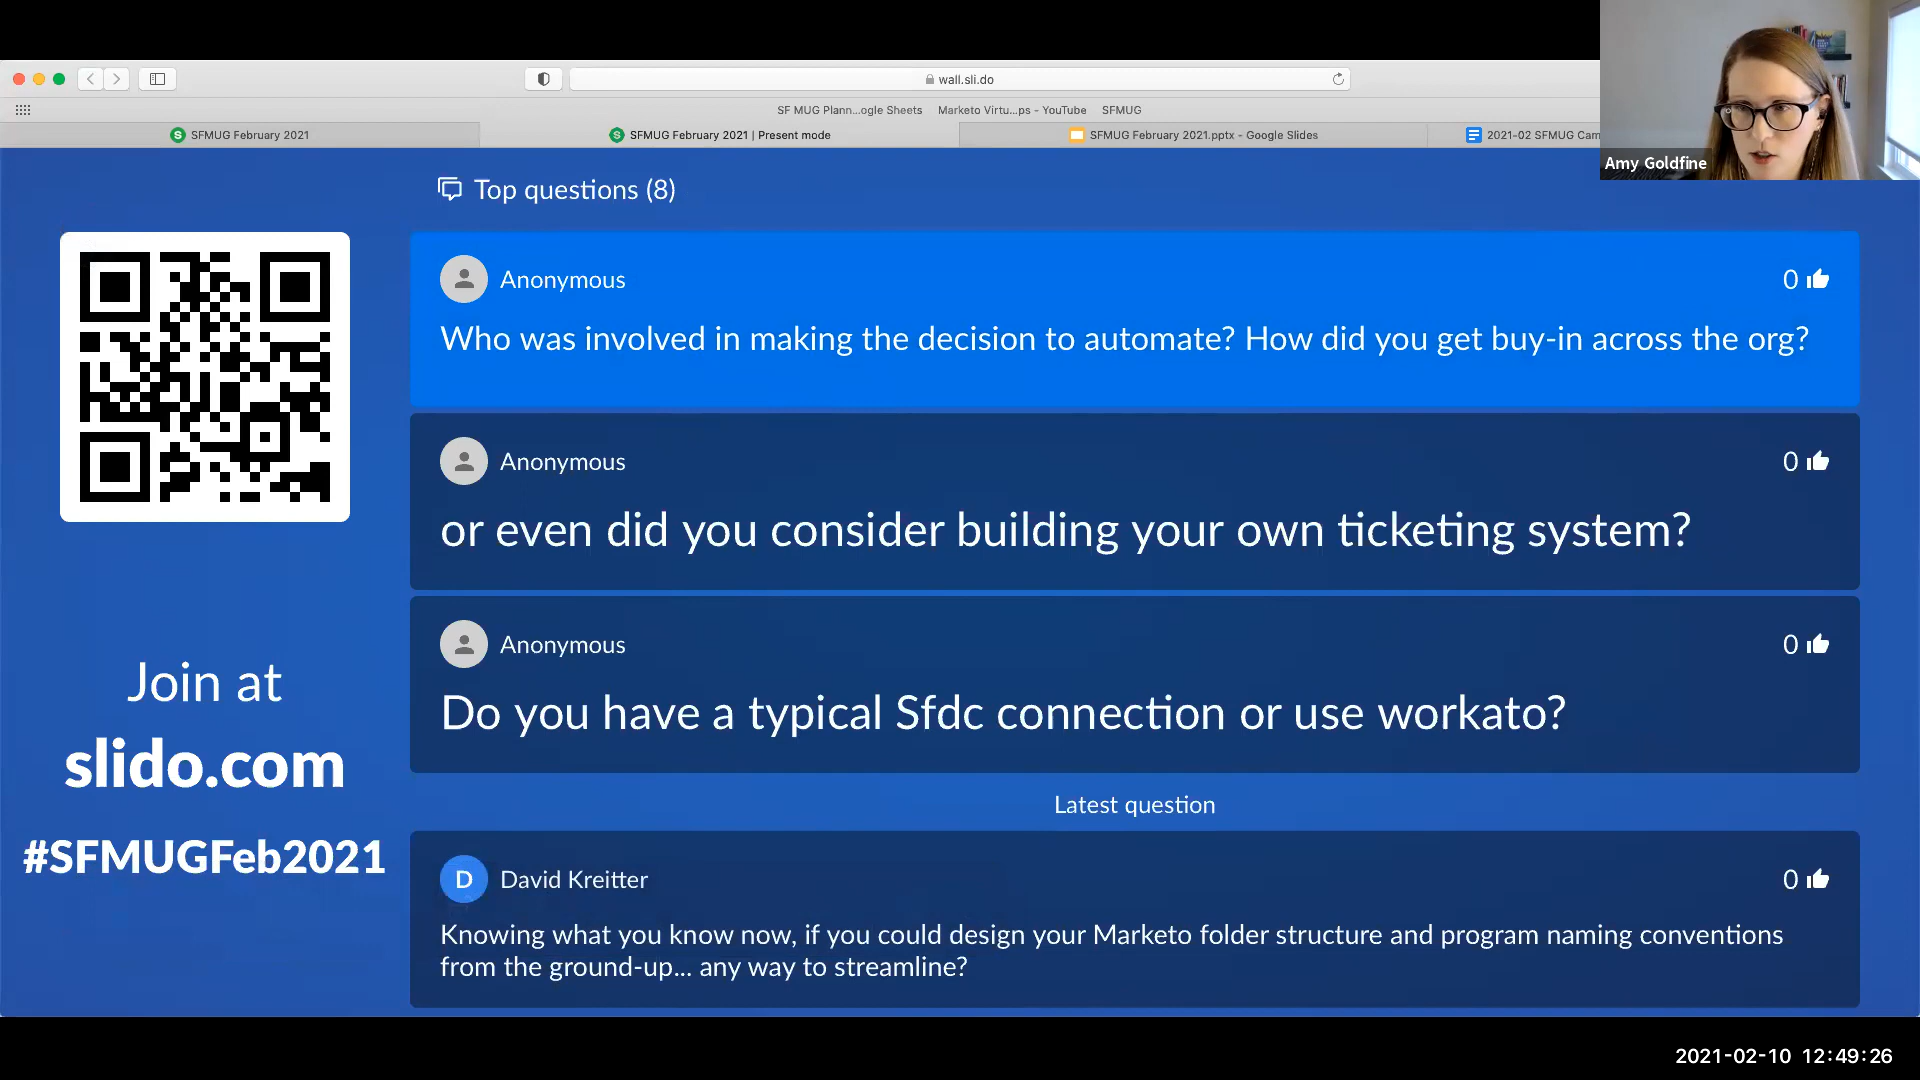 wall.sli.do
SF MUG Plann...ogle Sheets Marketo Virtu...ps - YouTube SFMUG
S SFMUG February 2021
S SFMUG February 2021 | Present mode
SFMUG February 2021.pptx - Google Slides
2021-02 SFMUG Cam
Amy Goldfine
Top questions (8)
Anonymous
0
Who was involved in making the decision to automate? How did you get buy-in across the org?
Anonymous
0
or even did you consider building your own ticketing system?
Anonymous
0
Do you have a typical Sfdc connection or use workato?
Join at
slido.com
#SFMUGFeb2021
Latest question
D David Kreitter
0
Knowing what you know now, if you could design your Marketo folder structure and program naming conventions
from the ground-up... any way to streamline?
2021-02-10 12:49:26